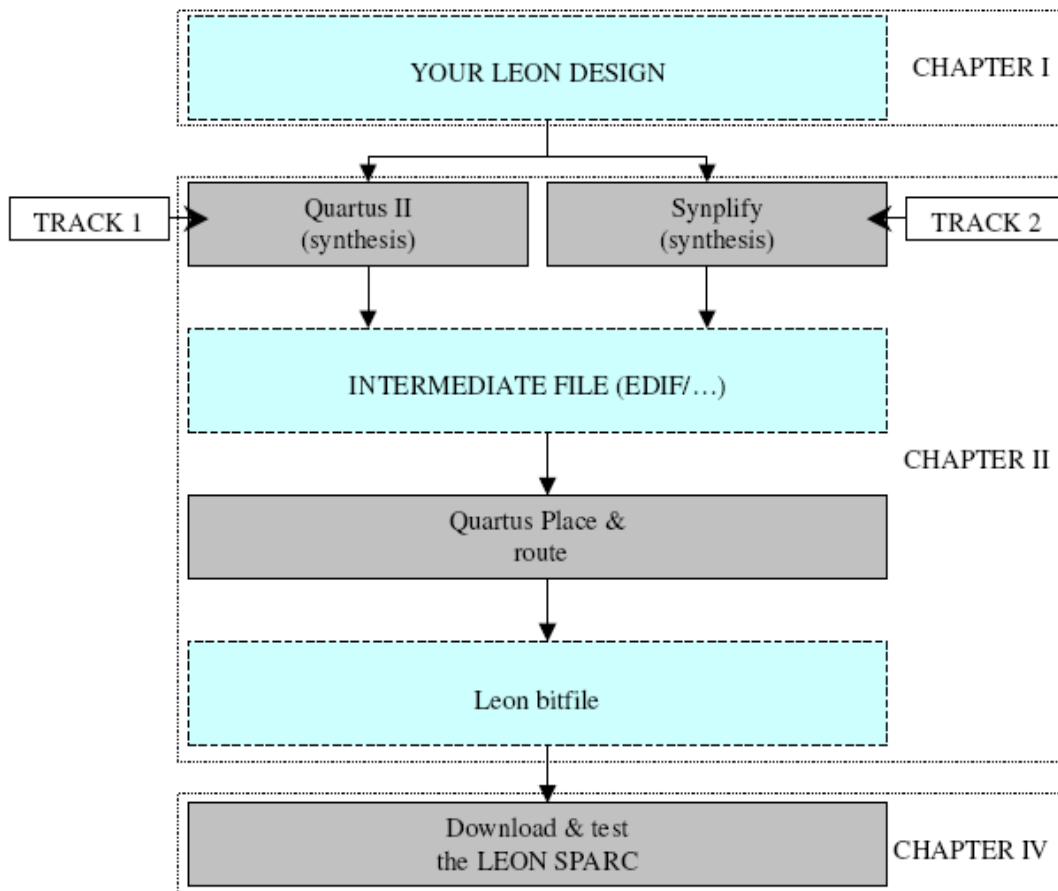 YOUR LEON DESIGN
CHAPTER I
TRACK 1
Quartus II
(synthesis)
Synplify
(synthesis)
TRACK 2
INTERMEDIATE FILE (EDIF/…)
CHAPTER II
Quartus Place &
route
Leon bitfile
Download & test
the LEON SPARC
CHAPTER IV